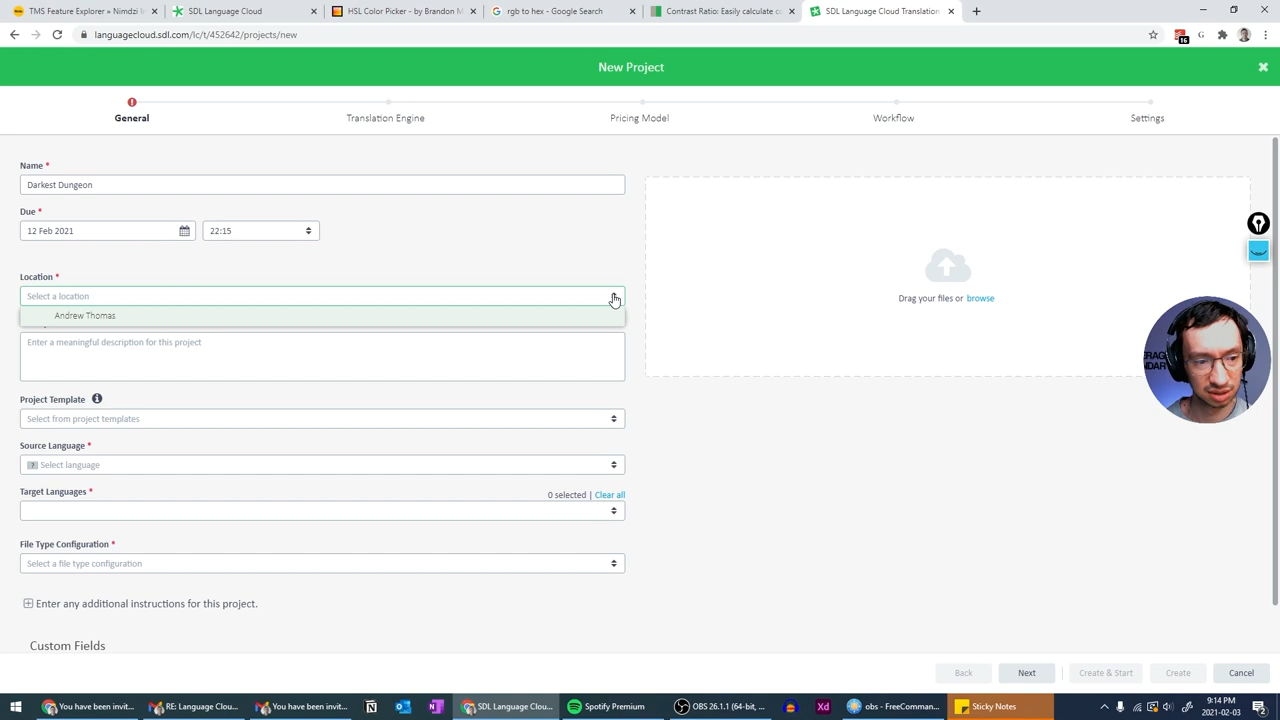 TMS Feature Explorer » Nimdzi In
SDL Language Cloud
HSL Color Picker - by Brandon M
rgb to hex - Google Search
Contrast Ratio: Easily calculate co
SDL Language Cloud Translation
languagecloud.sdl.com/lc/t/452642/projects/new
16
G
New Project
General
Translation Engine
Pricing Model
Workflow
Settings
Name *
Darkest Dungeon
Due *
12 Feb 2021
22:15
Location *
Select a location
Andrew Thomas
Enter a meaningful description for this project
Project Template
Select from project templates
Source Language *
? Select language
Target Languages *
0 selected | Clear all
File Type Configuration *
Select a file type configuration
Enter any additional instructions for this project.
Custom Fields
Drag your files or browse
Back
Next
Create & Start
Create
Cancel
You have been invit...
RE: Language Clou...
You have been invit...
SDL Language Clou...
Spotify Premium
OBS 26.1.1 (64-bit, ...
Xd
obs - FreeComman...
Sticky Notes
9:14 PM
2021-02-03
2